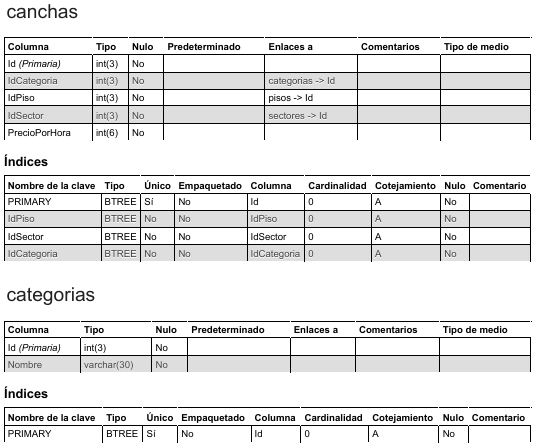 canchas
Columna Tipo Nulo Predeterminado Enlaces a Comentarios Tipo de medio
Id (Primaria) int(3) No
IdCategoria int(3) No categorias -> Id
IdPiso int(3) No pisos -> Id
IdSector int(3) No sectores -> Id
PrecioPorHora int(6) No
Índices
Nombre de la clave Tipo Único Empaquetado Columna Cardinalidad Cotejamiento Nulo Comentario
PRIMARY BTREE Sí No Id 0 A No
IdPiso BTREE No No IdPiso 0 A No
IdSector BTREE No No IdSector 0 A No
IdCategoria BTREE No No IdCategoria 0 A No
categorias
Columna Tipo Nulo Predeterminado Enlaces a Comentarios Tipo de medio
Id (Primaria) int(3) No
Nombre varchar(30) No
Índices
Nombre de la clave Tipo Único Empaquetado Columna Cardinalidad Cotejamiento Nulo Comentario
PRIMARY BTREE Sí No Id 0 A No